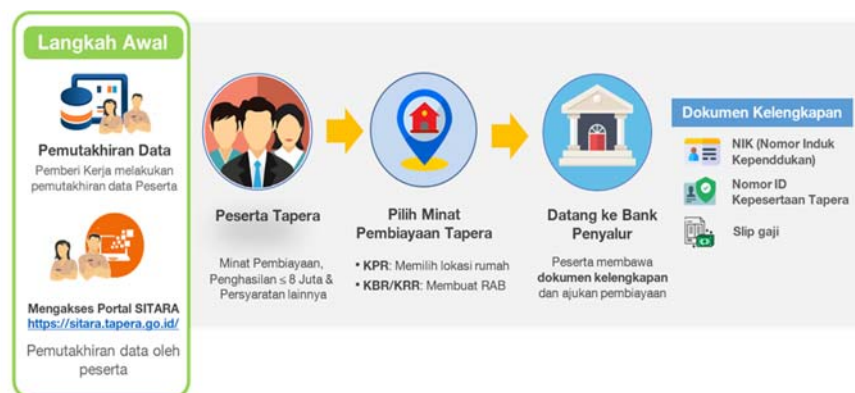 Langkah Awal
Pemutakhiran Data
Pemberi Kerja melakukan
pemutakhiran data Peserta
Mengakses Portal SITARA
https://sitara.tapera.go.id/
Pemutakhiran data oleh
peserta
Peserta Tapera
Minat Pembiayaan,
Penghasilan ≤ 8 Juta &
Persyaratan lainnya
Pilih Minat
Pembiayaan Tapera
• KPR: Memilih lokasi rumah
• KBR/KRR: Membuat RAB
Datang ke Bank
Penyalur
Peserta membawa
dokumen kelengkapan
dan ajukan pembiayaan
Dokumen Kelengkapan
NIK (Nomor Induk
Kependdukan)
Nomor ID
Kepesertaan Tapera
Slip gaji